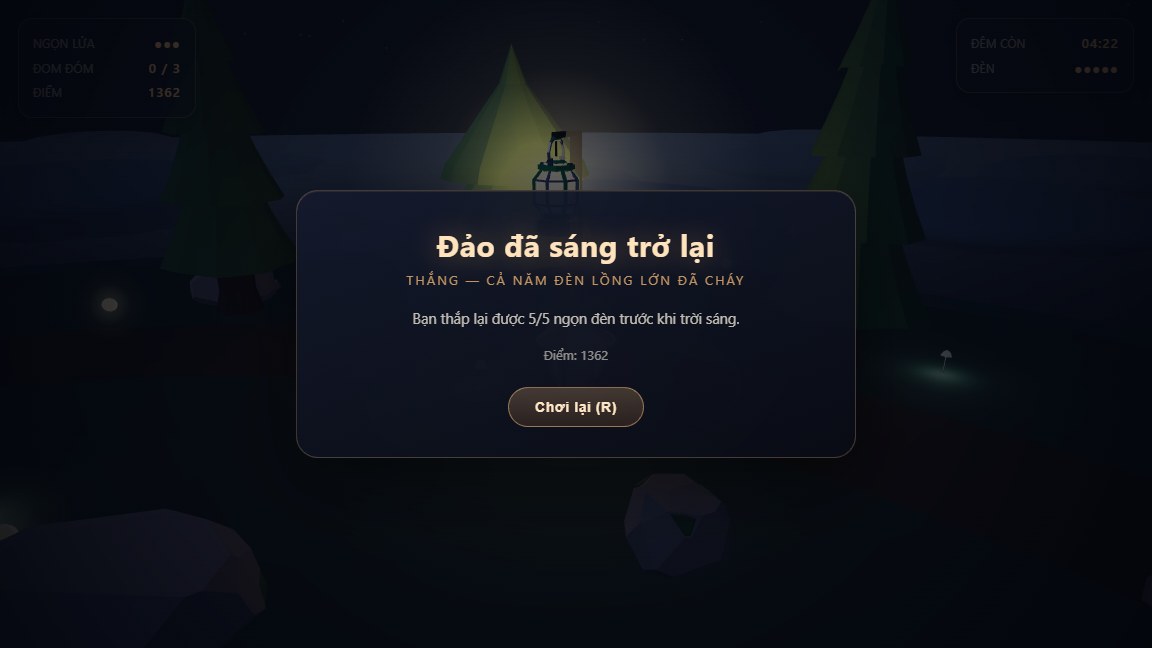 NGỌN LỬA ●●●
ĐOM ĐÓM 0 / 3
ĐIỂM 1362
ĐÊM CÒN 04:22
ĐÈN ●●●●●
Đảo đã sáng trở lại
THẮNG — CẢ NĂM ĐÈN LỒNG LỚN ĐÃ CHÁY
Bạn thắp lại được 5/5 ngọn đèn trước khi trời sáng.
Điểm: 1362
Chơi lại (R)